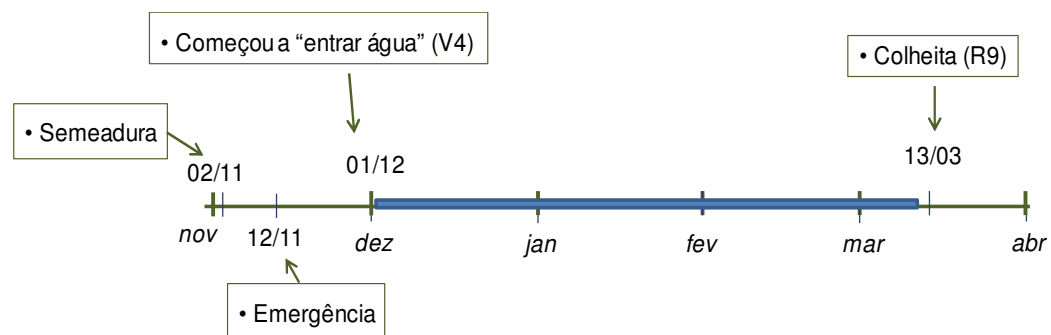 • Começou a “entrar água” (V4)
• Colheita (R9)
• Semeadura
02/11
01/12
13/03
nov
12/11
dez
jan
fev
mar
abr
• Emergência